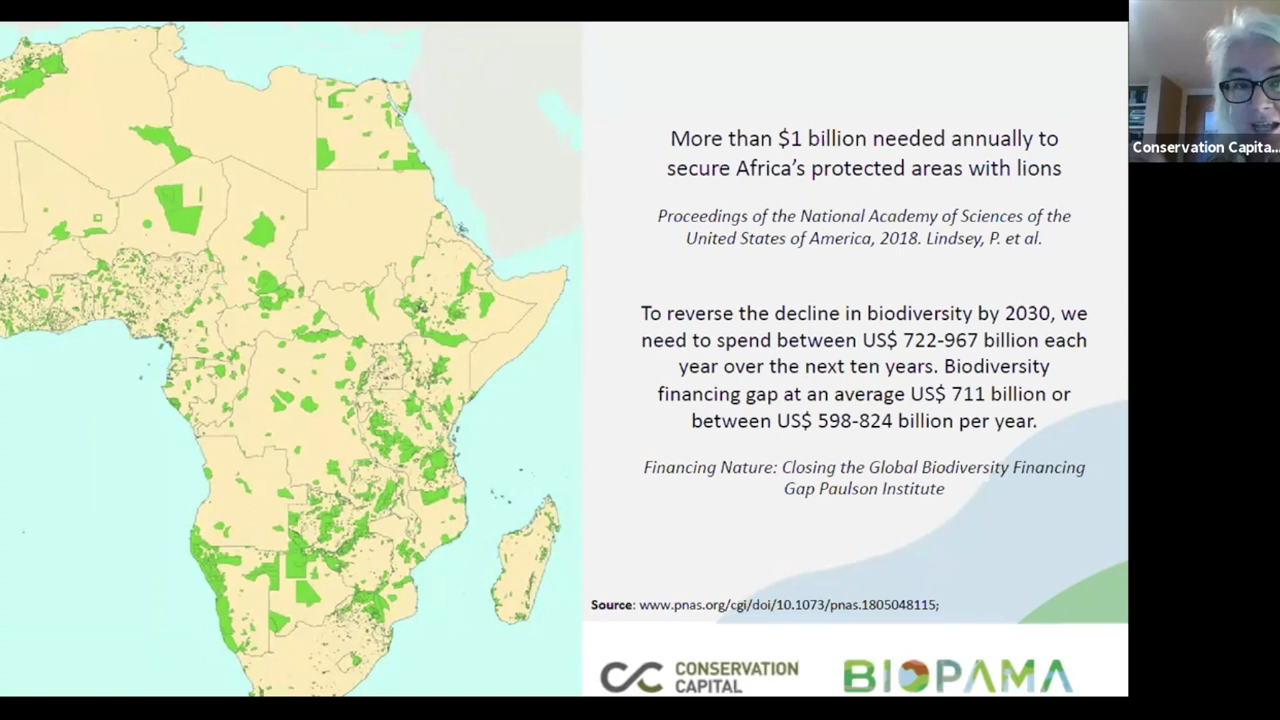 More than $1 billion needed annually to
secure Africa’s protected areas with lions
Proceedings of the National Academy of Sciences of the
United States of America, 2018. Lindsey, P. et al.
To reverse the decline in biodiversity by 2030, we
need to spend between US$ 722-967 billion each
year over the next ten years. Biodiversity
financing gap at an average US$ 711 billion or
between US$ 598-824 billion per year.
Financing Nature: Closing the Global Biodiversity Financing
Gap Paulson Institute
Source: www.pnas.org/cgi/doi/10.1073/pnas.1805048115;
CONSERVATION
CAPITAL
BIOPAMA
Conservation Capita...